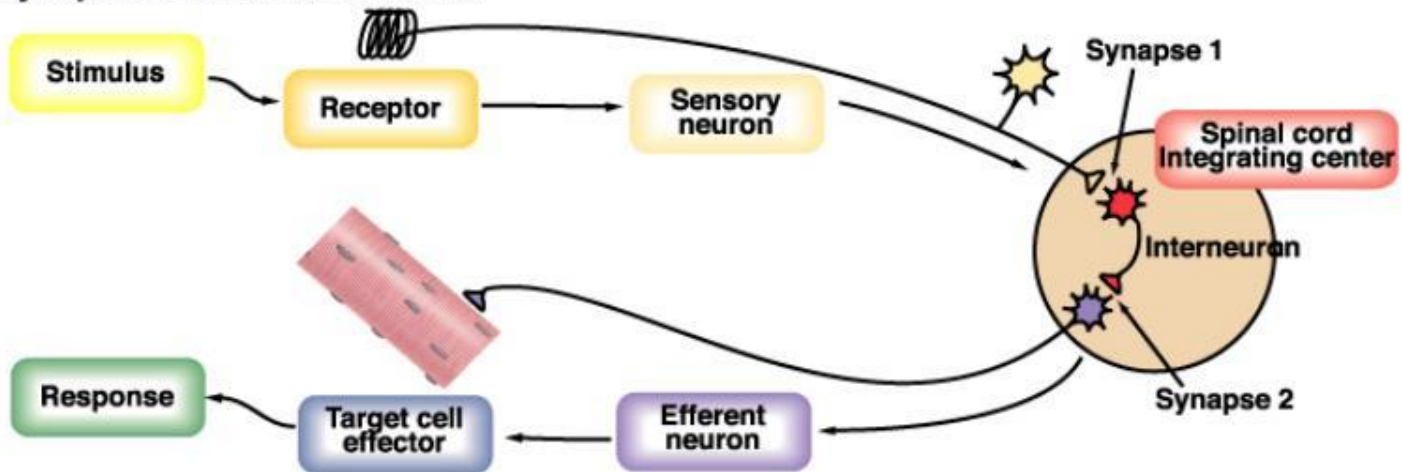 Stimulus
Receptor
Sensory
neuron
Synapse 1
Spinal cord
Integrating center
Interneuron
Synapse 2
Efferent
neuron
Target cell
effector
Response